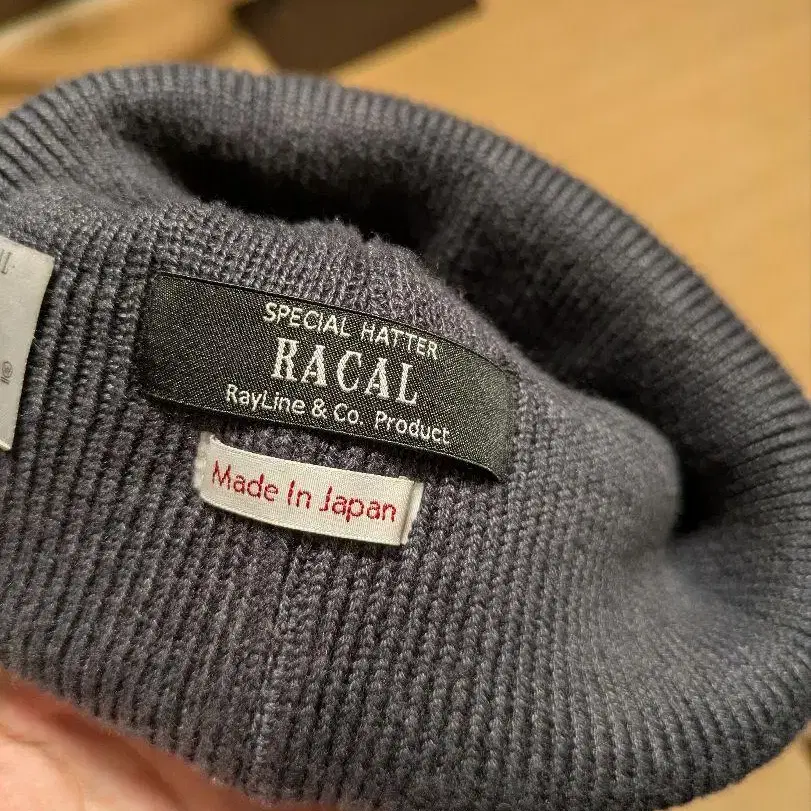 SPECIAL HATTER
RACAL
RayLine & Co. Product
Made In Japan